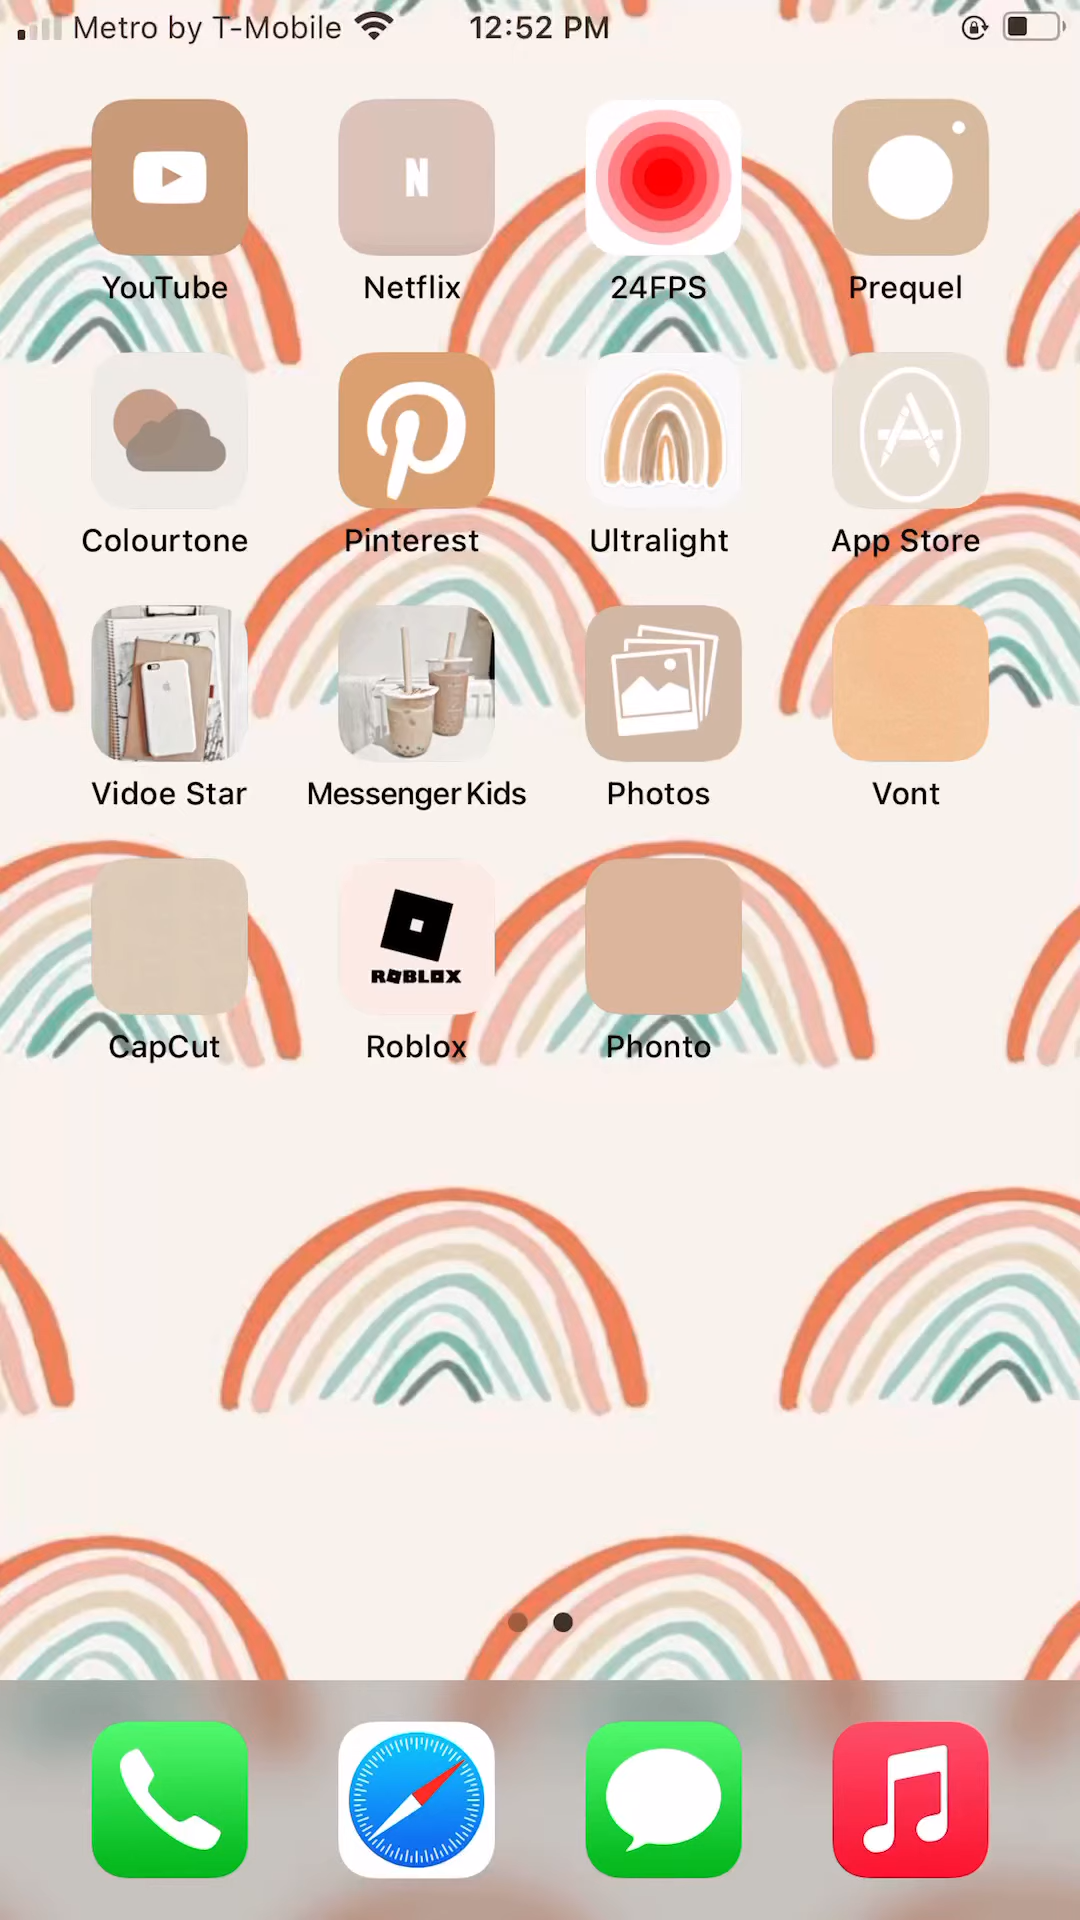 Metro by T-Mobile 12:52 PM
N
YouTube Netflix 24FPS Prequel
Colourtone Pinterest Ultralight App Store
Vidoe Star Messenger Kids Photos Vont
ROBLOX
CapCut Roblox Phonto